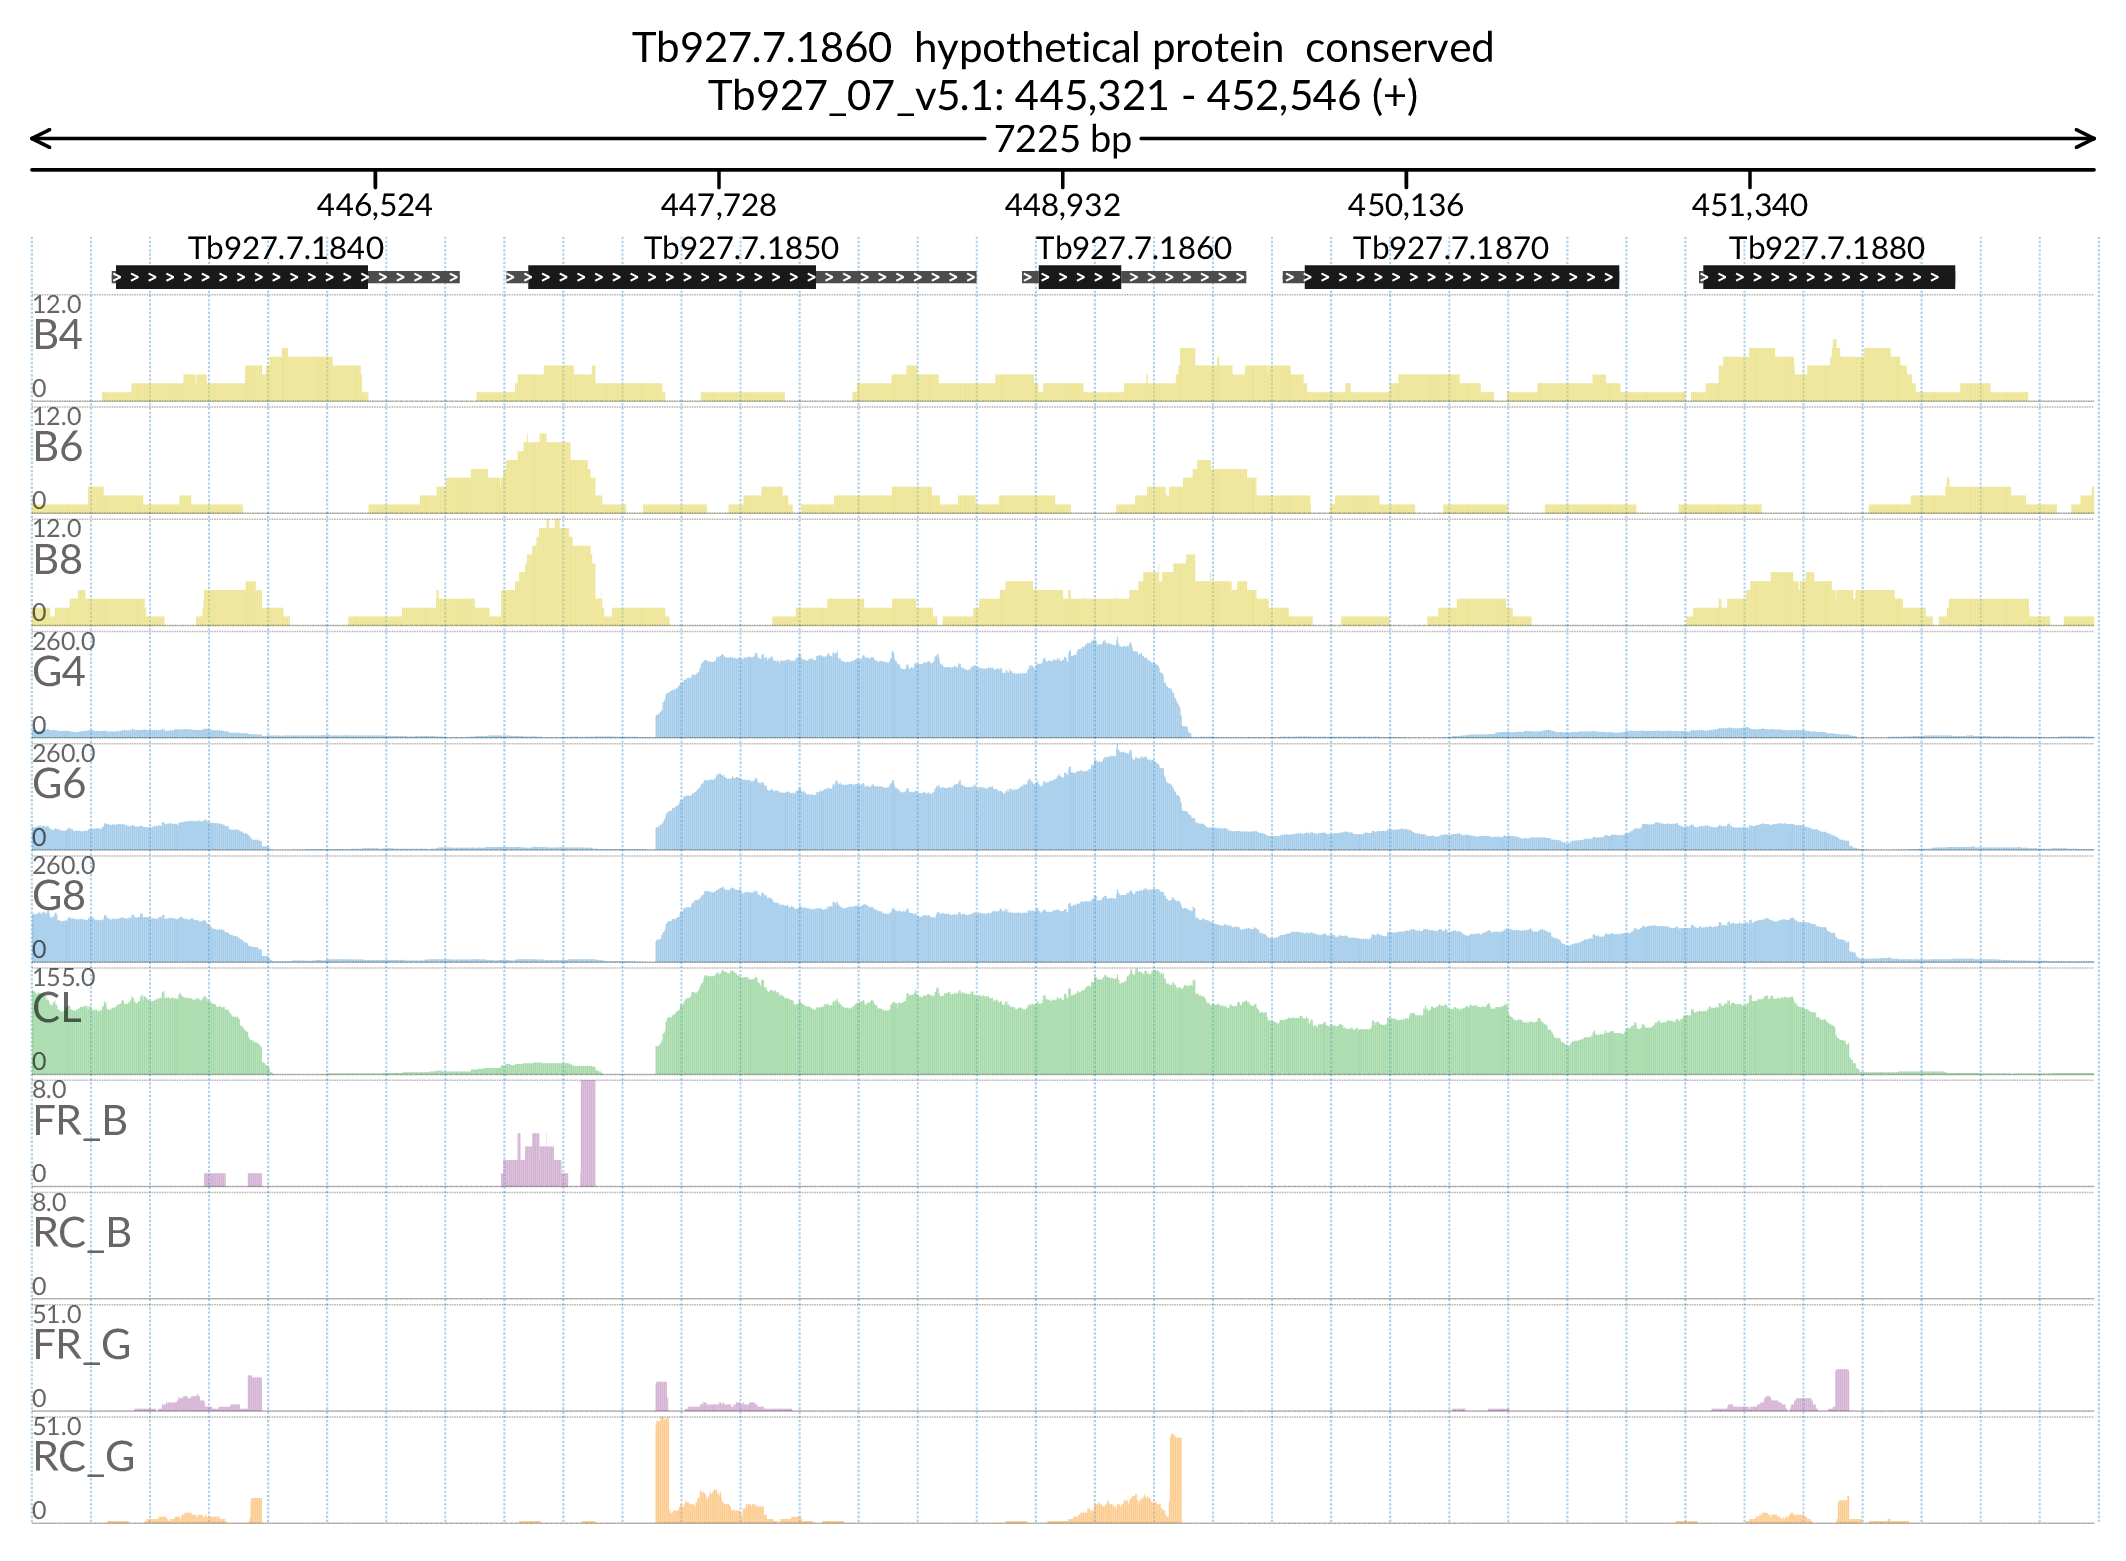 Tb927.7.1860 hypothetical protein conserved
Tb927_07_v5.1: 445,321 - 452,546 (+)
7225 bp
446,524 447,728 448,932 450,136 451,340
Tb927.7.1840 Tb927.7.1850 Tb927.7.1860 Tb927.7.1870 Tb927.7.1880
12.0
B4
0
12.0
B6
0
12.0
B8
0
260.0
G4
0
260.0
G6
0
260.0
G8
0
155.0
CL
0
8.0
FR_B
0
8.0
RC_B
0
51.0
FR_G
0
51.0
RC_G
0